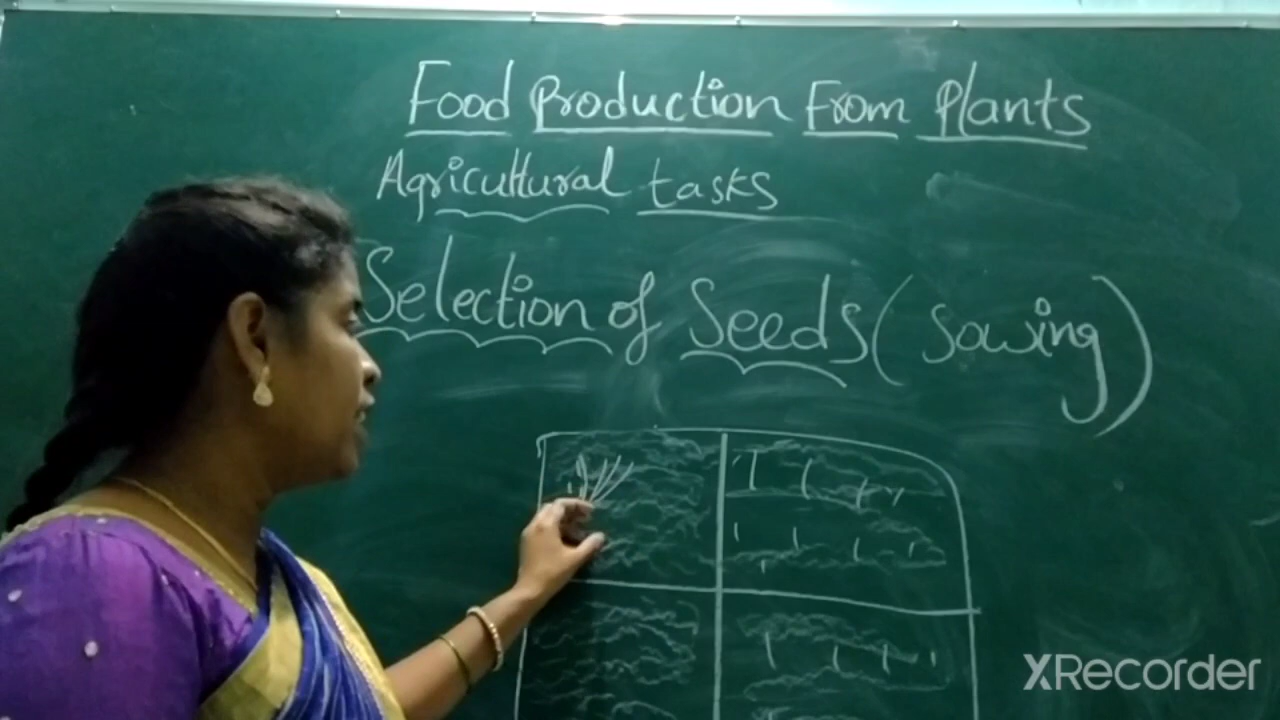 Food Production From Plants
Agricultural tasks
Selection of Seeds (Sowing)
XRecorder